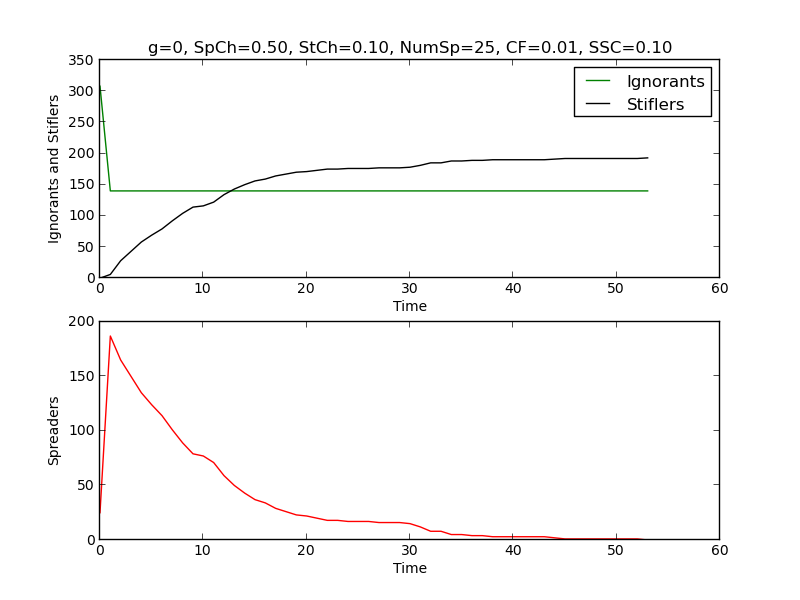 g=0, SpCh=0.50, StCh=0.10, NumSp=25, CF=0.01, SSC=0.10
350
300
250
200
150
100
50
0
Ignorants and Stiflers
Ignorants
Stiflers
0 10 20 30 40 50 60
Time
200
150
100
50
0
Spreaders
0 10 20 30 40 50 60
Time